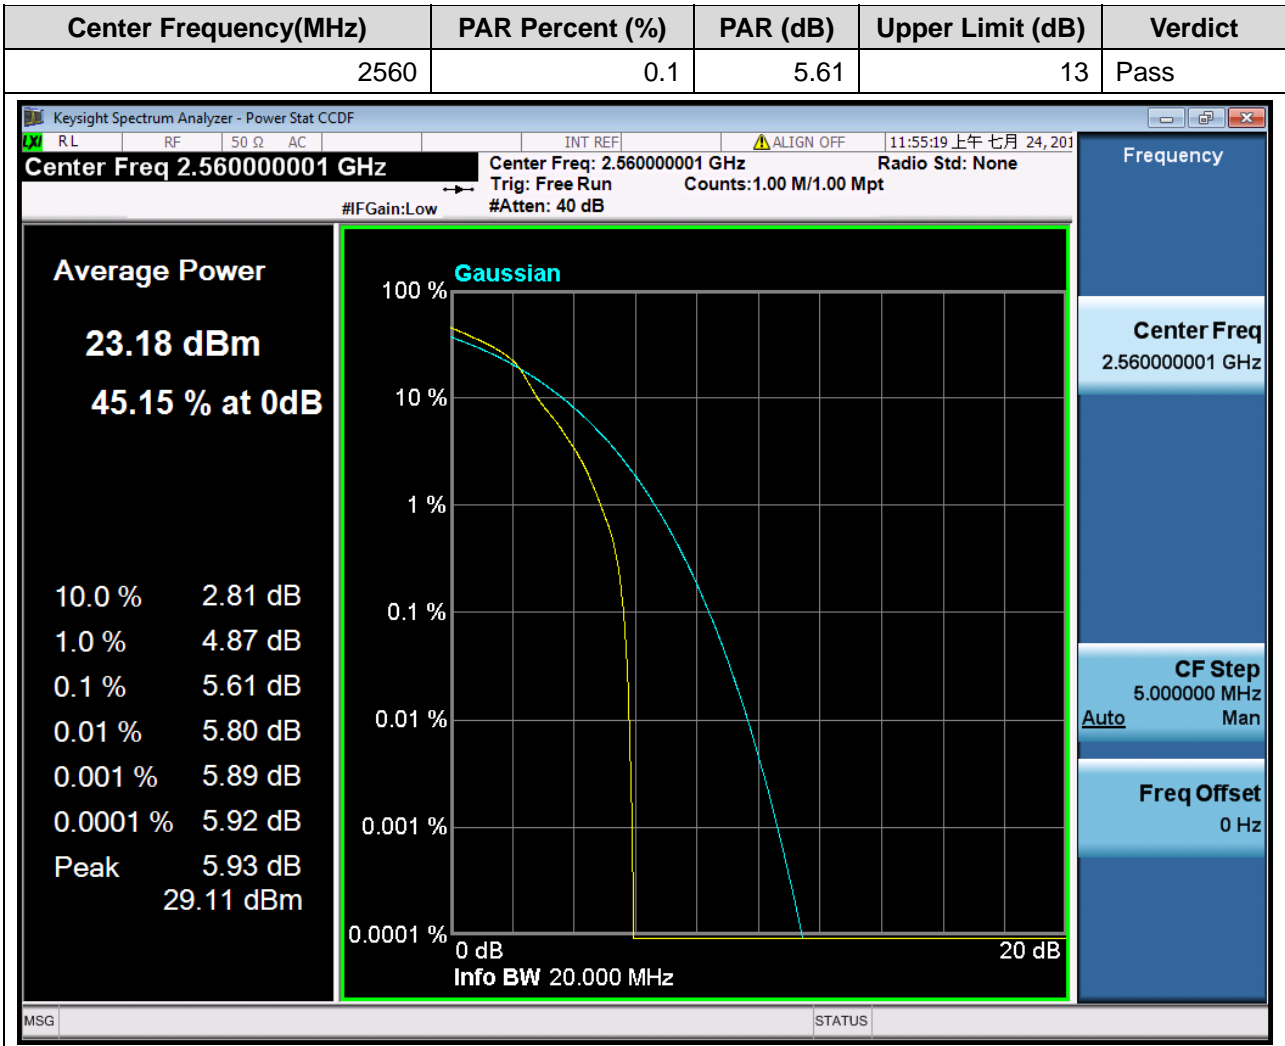 Center Frequency(MHz) PAR Percent (%) PAR (dB) Upper Limit (dB) Verdict
2560 0.1 5.61 13 Pass
Keysight Spectrum Analyzer - Power Stat CCDF
LXI RL RF 50 Ω AC INT REF ALIGN OFF 11:55:19 上午 七月 24, 201
Center Freq 2.560000001 GHz
Center Freq: 2.560000001 GHz Radio Std: None
Trig: Free Run Counts:1.00 M/1.00 Mpt
#IFGain:Low #Atten: 40 dB
Average Power
23.18 dBm
45.15 % at 0dB
10.0 % 2.81 dB
1.0 % 4.87 dB
0.1 % 5.61 dB
0.01 % 5.80 dB
0.001 % 5.89 dB
0.0001 % 5.92 dB
Peak 5.93 dB
29.11 dBm
Gaussian
100 %
10 %
1 %
0.1 %
0.01 %
0.001 %
0.0001 %
0 dB 20 dB
Info BW 20.000 MHz
Frequency
Center Freq
2.560000001 GHz
CF Step
5.000000 MHz
Auto Man
Freq Offset
0 Hz
MSG STATUS